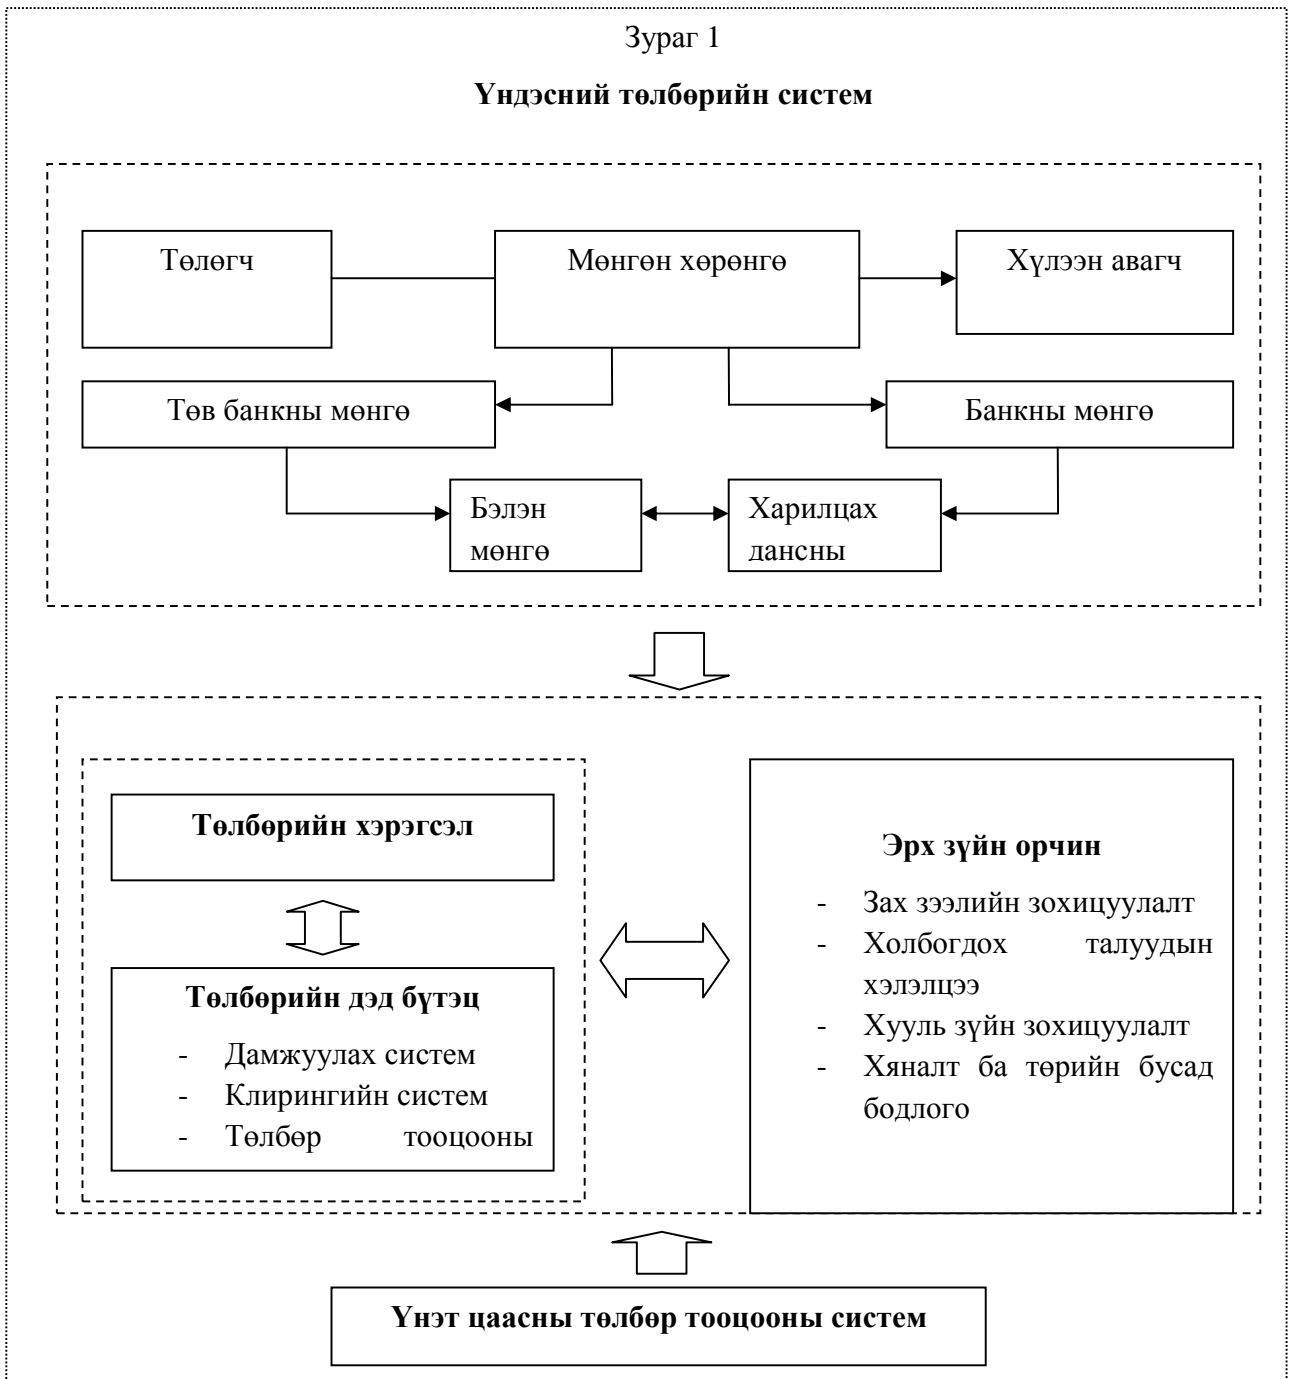 Зураг 1
Үндэсний төлбөрийн систем
Төлөгч
Мөнгөн хөрөнгө
Хүлээн авагч
Төв банкны мөнгө
Банкны мөнгө
Бэлэн
мөнгө
Харилцах
дансны
Төлбөрийн хэрэгсэл
Төлбөрийн дэд бүтэц
- Дамжуулах систем
- Клирингийн систем
- Төлбөр тооцооны
Эрх зүйн орчин
- Зах зээлийн зохицуулалт
- Холбогдох талуудын
хэлэлцээ
- Хууль зүйн зохицуулалт
- Хяналт ба төрийн бусад
бодлого
Үнэт цаасны төлбөр тооцооны систем